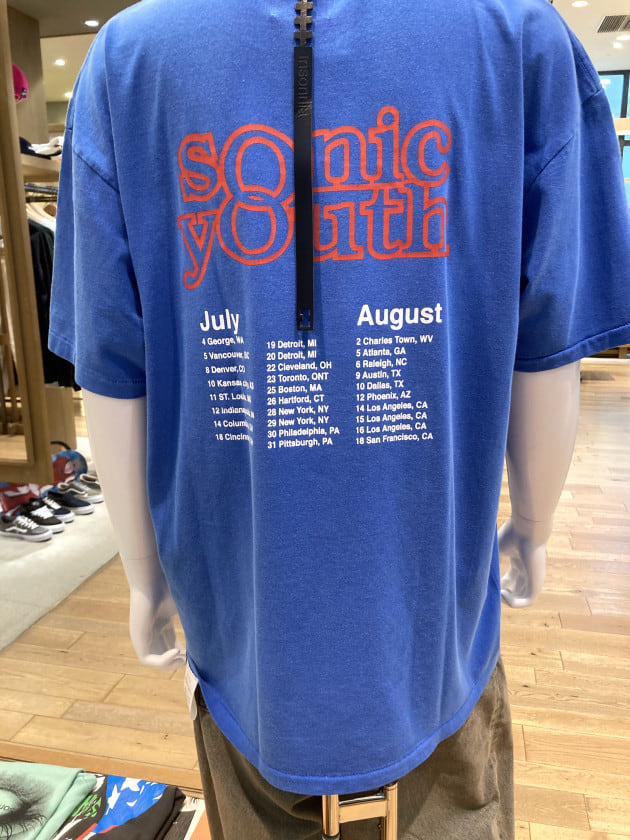 insonnia
sonic
youth
July
4 George, WA
5 Vancouver, BC
8 Denver, CO
10 Kansas city, KS
11 ST. Louis,
12 Indianapolis,
14 Columbus,
18 Cincinnati,
19 Detroit, MI
20 Detroit, MI
22 Cleveland, OH
23 Toronto, ONT
25 Boston, MA
26 Hartford, CT
28 New York, NY
29 New York, NY
30 Philadelphia, PA
31 Pittsburgh, PA
August
2 Charles Town, WV
5 Atlanta, GA
6 Raleigh, NC
9 Austin, TX
10 Dallas, TX
12 Phoenix, AZ
14 Los Angeles, CA
15 Los Angeles, CA
16 Los Angeles, CA
18 San Francisco, CA